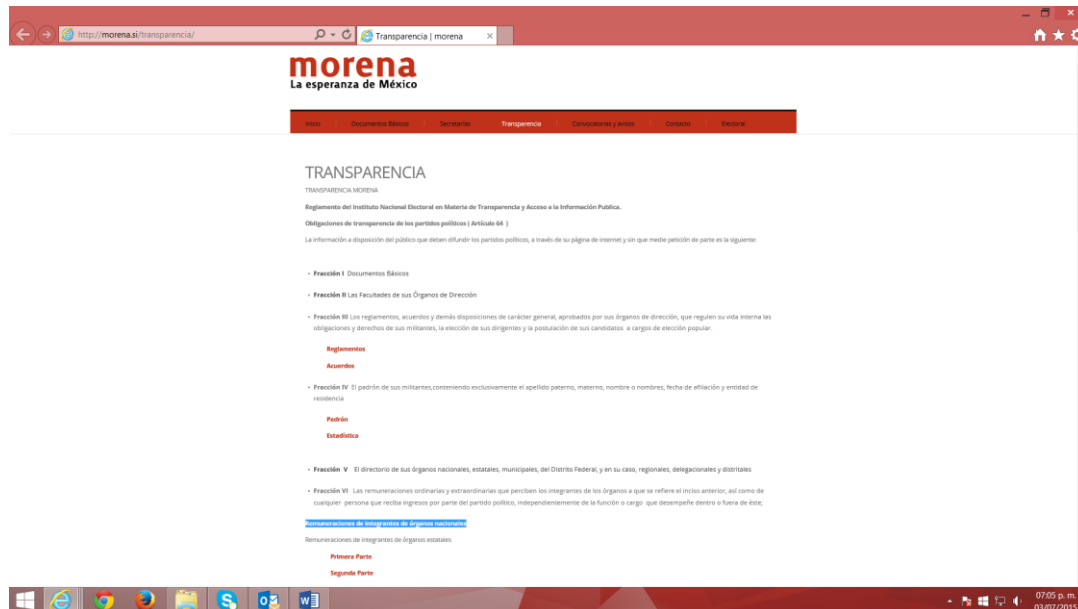 http://morena.si/transparencia/
Transparencia | morena
morena
La esperanza de México
Inicio Documentos Básicos Secretarías Transparencia Convocatorias y avisos Contacto Electoral
TRANSPARENCIA
TRANSPARENCIA MORENA
Reglamento del Instituto Nacional Electoral en Materia de Transparencia y Acceso a la Información Publica.
Obligaciones de transparencia de los partidos políticos ( Artículo 64 )
La información a disposición del público que deben difundir los partidos políticos, a través de su página de internet y sin que medie petición de parte es la siguiente:
Fracción I Documentos Básicos
Fracción II Las Facultades de sus Órganos de Dirección
Fracción III Los reglamentos, acuerdos y demás disposiciones de carácter general, aprobados por sus órganos de dirección, que regulen su vida interna las
obligaciones y derechos de sus militantes, la elección de sus dirigentes y la postulación de sus candidatos a cargos de elección popular.
Reglamentos
Acuerdos
Fracción IV El padrón de sus militantes,conteniendo exclusivamente el apellido paterno, materno, nombre o nombres, fecha de afiliación y entidad de
residencia
Padrón
Estadística
Fracción V El directorio de sus órganos nacionales, estatales, municipales, del Distrito Federal, y en su caso, regionales, delegacionales y distritales
Fracción VI Las remuneraciones ordinarias y extraordinarias que perciben los integrantes de los órganos a que se refiere el inciso anterior, así como de
cualquier persona que reciba ingresos por parte del partido político, independientemente de la función o cargo que desempeñe dentro o fuera de éste;
Remuneraciones de integrantes de órganos nacionales
Remuneraciones de integrantes de órganos estatales
Primera Parte
Segunda Parte
07:05 p. m.
03/07/2015